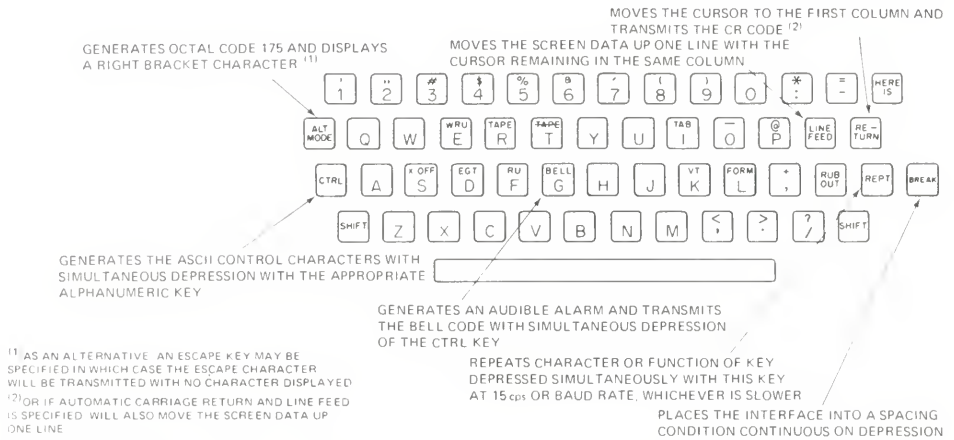 MOVES THE CURSOR TO THE FIRST COLUMN AND
TRANSMITS THE CR CODE (2)
GENERATES OCTAL CODE 175 AND DISPLAYS
A RIGHT BRACKET CHARACTER (1)
MOVES THE SCREEN DATA UP ONE LINE WITH THE
CURSOR REMAINING IN THE SAME COLUMN
! 1 " 2 # 3 $ 4 % 5 & 6 ' 7 ( 8 ) 9 0 * : = - HERE IS
ALT MODE Q W WRU E TAPE R TAPE T Y U TAB I O @ P LINE FEED RE-TURN
CTRL A X OFF S EGT D RU F BELL G H J VT K FORM L + ; RUB OUT REPT BREAK
SHIFT Z X C V B N M < , > . ? / SHIFT
GENERATES THE ASCII CONTROL CHARACTERS WITH
SIMULTANEOUS DEPRESSION WITH THE APPROPRIATE
ALPHANUMERIC KEY
GENERATES AN AUDIBLE ALARM AND TRANSMITS
THE BELL CODE WITH SIMULTANEOUS DEPRESSION
OF THE CTRL KEY
(1) AS AN ALTERNATIVE AN ESCAPE KEY MAY BE
SPECIFIED IN WHICH CASE THE ESCAPE CHARACTER
WILL BE TRANSMITTED WITH NO CHARACTER DISPLAYED
(2) OR IF AUTOMATIC CARRIAGE RETURN AND LINE FEED
IS SPECIFIED WILL ALSO MOVE THE SCREEN DATA UP
ONE LINE
REPEATS CHARACTER OR FUNCTION OF KEY
DEPRESSED SIMULTANEOUSLY WITH THIS KEY
AT 15 cps OR BAUD RATE, WHICHEVER IS SLOWER
PLACES THE INTERFACE INTO A SPACING
CONDITION CONTINUOUS ON DEPRESSION